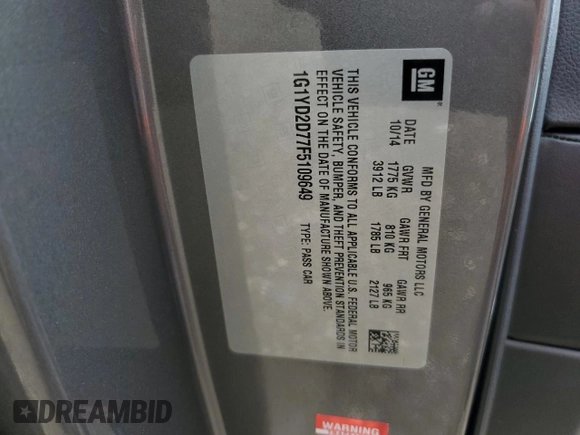 GM
MFD BY GENERAL MOTORS LLC
DATE GVWR GAWR FRT GAWR RR
10/14 1775 KG 810 KG 965 KG
3912 LB 1785 LB 2127 LB
THIS VEHICLE CONFORMS TO ALL APPLICABLE U.S. FEDERAL MOTOR
VEHICLE SAFETY, BUMPER, AND THEFT PREVENTION STANDARDS IN
EFFECT ON THE DATE OF MANUFACTURE SHOWN ABOVE.
1G1YD2D77F5109649 TYPE: PASS CAR
WARNING
DREAMBID